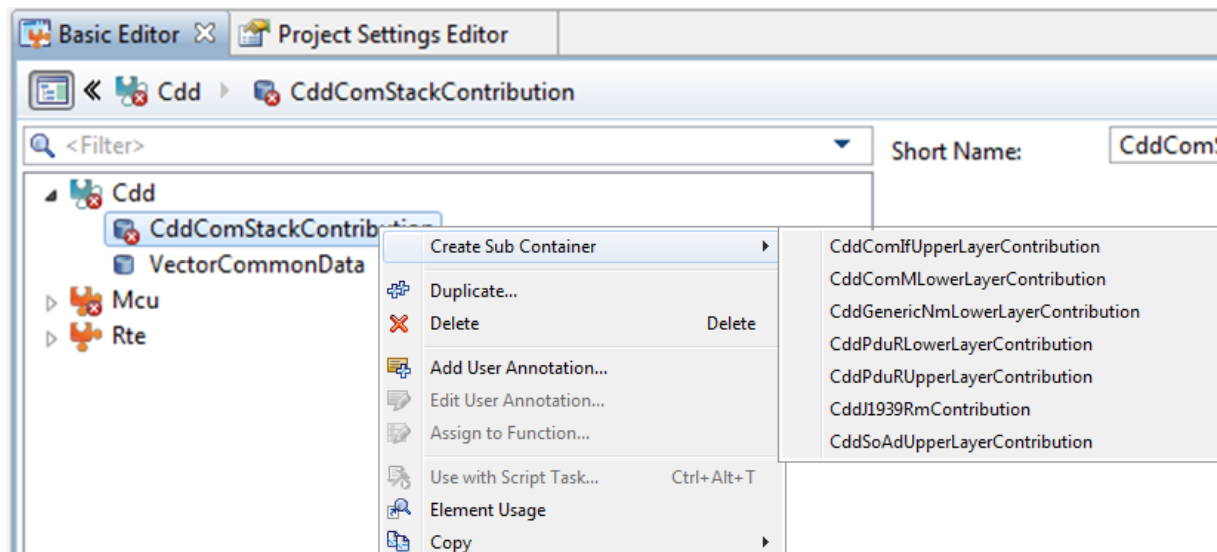 Basic Editor
Project Settings Editor
Cdd
CddComStackContribution
<Filter>
Short Name:
CddComS
Cdd
CddComStackContribution
VectorCommonData
Mcu
Rte
Create Sub Container
Duplicate...
Delete Delete
Add User Annotation...
Edit User Annotation...
Assign to Function...
Use with Script Task... Ctrl+Alt+T
Element Usage
Copy
CddComIfUpperLayerContribution
CddComMLowerLayerContribution
CddGenericNmLowerLayerContribution
CddPduRLowerLayerContribution
CddPduRUpperLayerContribution
CddJ1939RmContribution
CddSoAdUpperLayerContribution